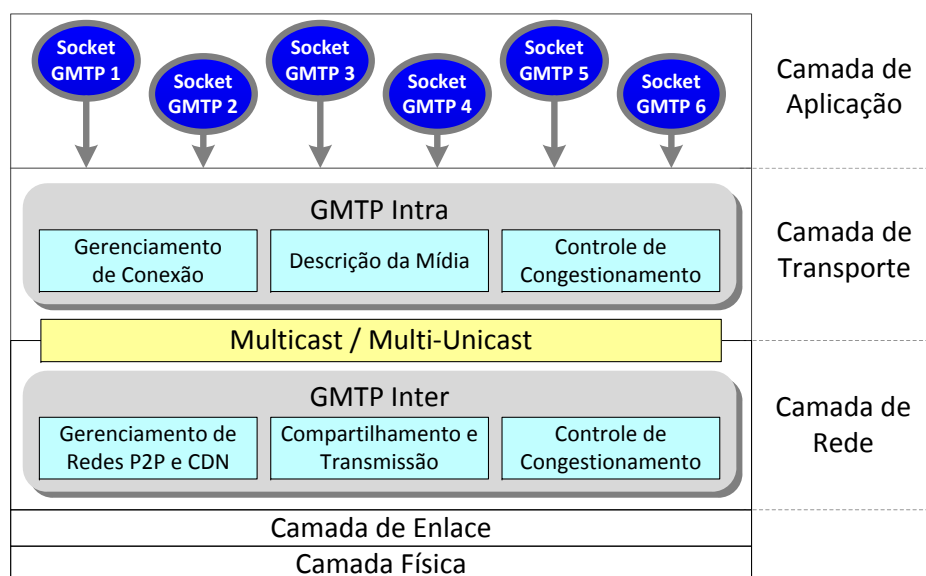 Socket
GMTP 1
Socket
GMTP 2
Socket
GMTP 3
Socket
GMTP 4
Socket
GMTP 5
Socket
GMTP 6
Camada de
Aplicação
GMTP Intra
Gerenciamento
de Conexão
Descrição da Mídia
Controle de
Congestionamento
Camada de
Transporte
Multicast / Multi-Unicast
GMTP Inter
Gerenciamento de
Redes P2P e CDN
Compartilhamento e
Transmissão
Controle de
Congestionamento
Camada de
Rede
Camada de Enlace
Camada Física